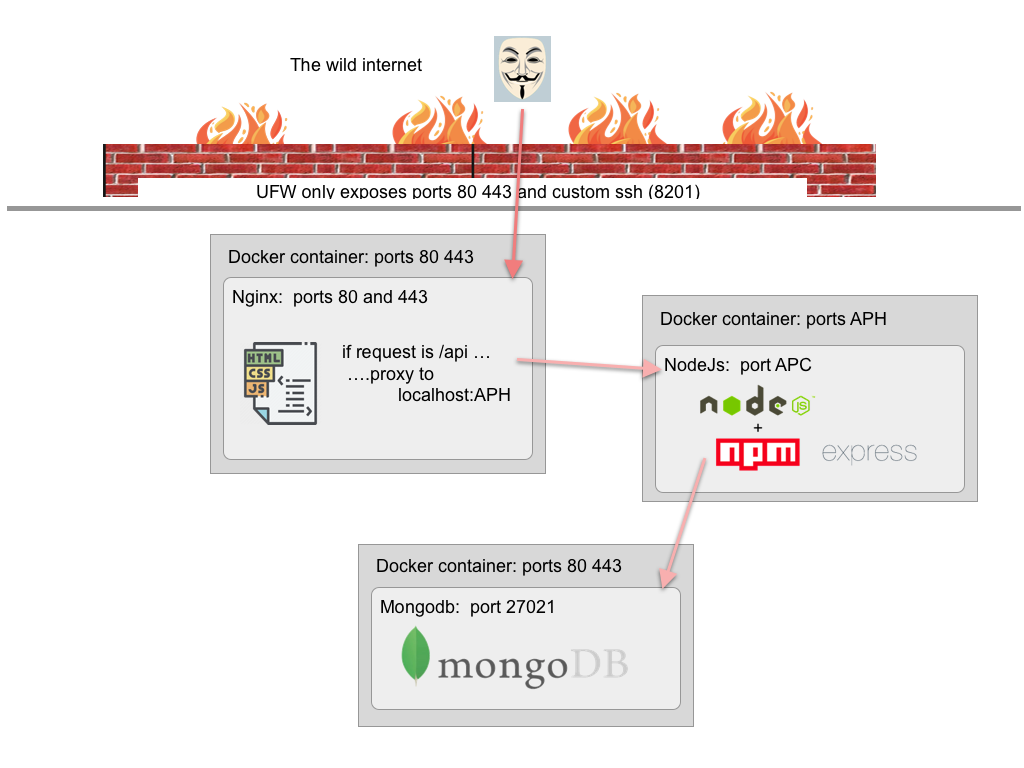 The wild internet
UFW only exposes ports 80 443 and custom ssh (8201)
Docker container: ports 80 443
Nginx:  ports 80 and 443
HTML
CSS
JS
if request is /api …
….proxy to
localhost:APH
Docker container: ports APH
NodeJs:  port APC
node
JS
+
npm express
Docker container: ports 80 443
Mongodb:  port 27021
mongoDB